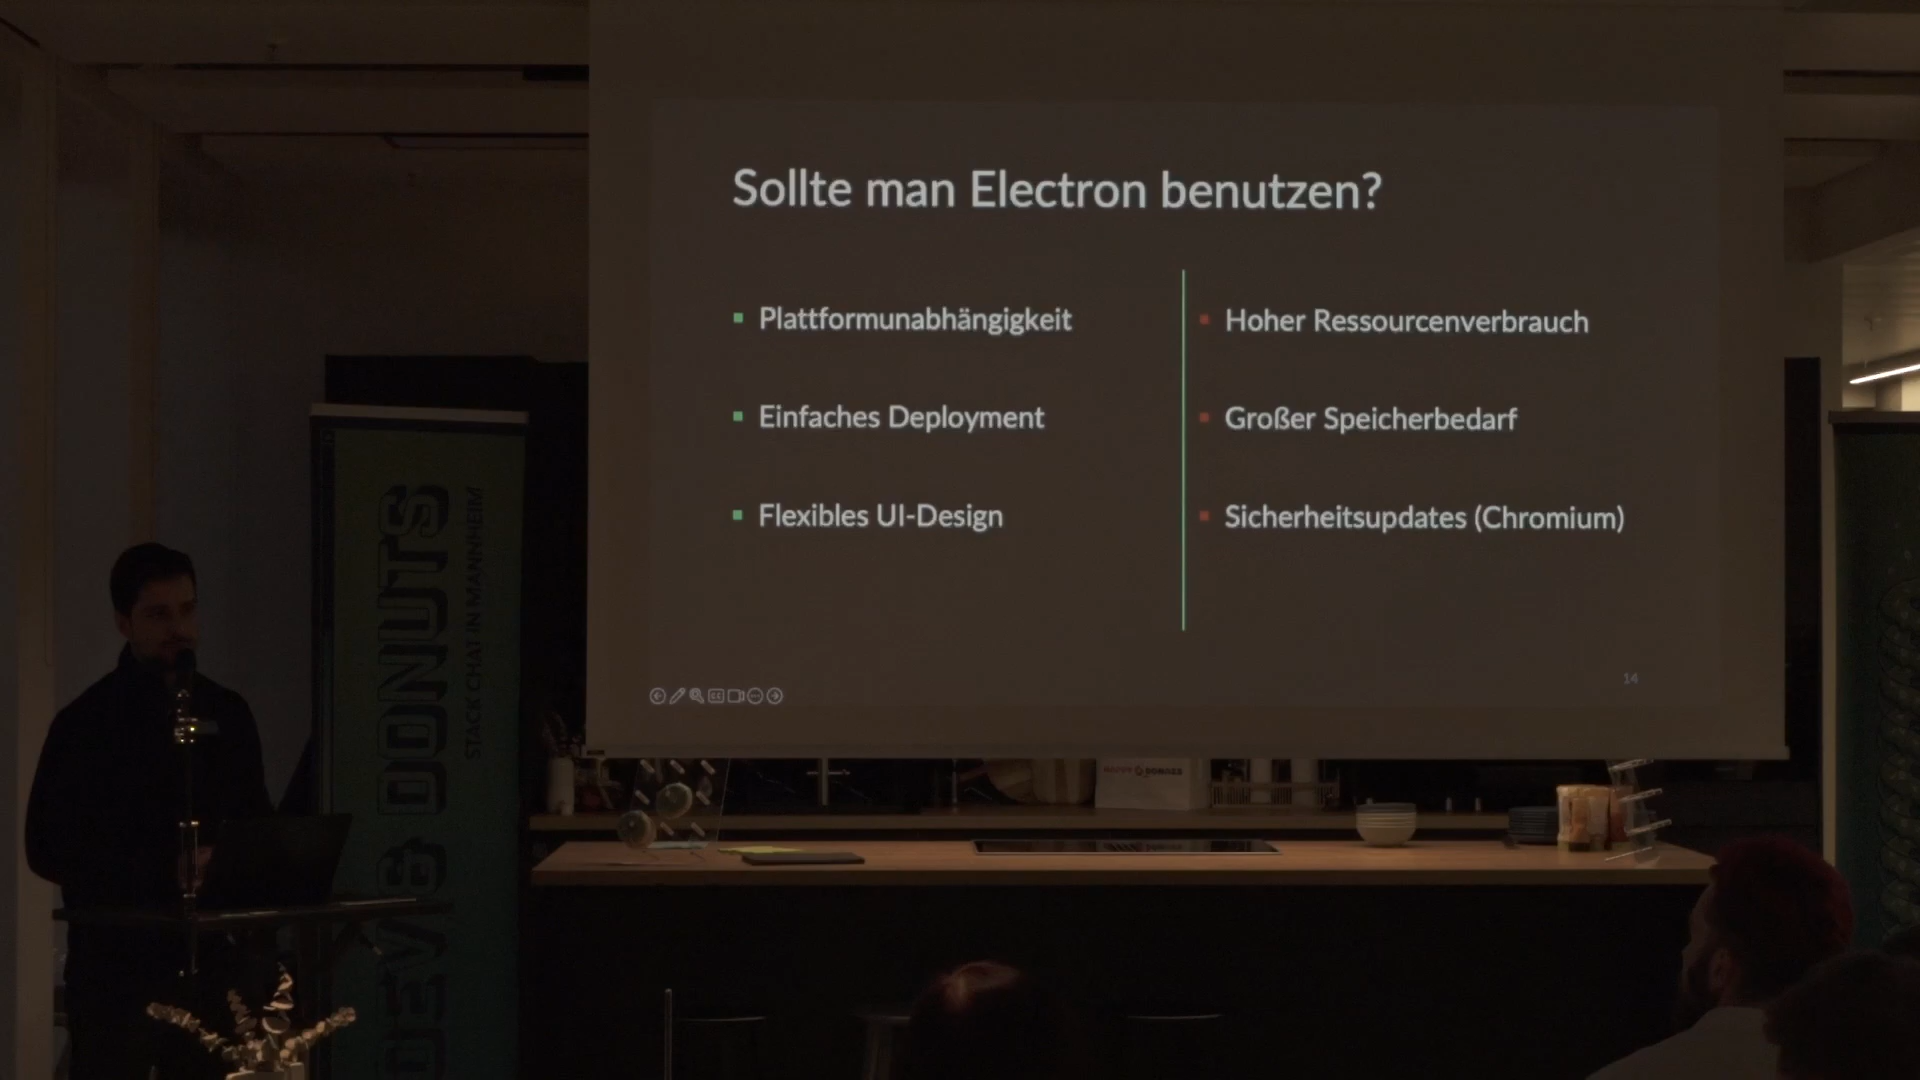 Sollte man Electron benutzen?
Plattformunabhängigkeit
Einfaches Deployment
Flexibles UI-Design
Hoher Ressourcenverbrauch
Großer Speicherbedarf
Sicherheitsupdates (Chromium)
14
DEV & DONUTS
STACK CHAT IN MANNHEIM